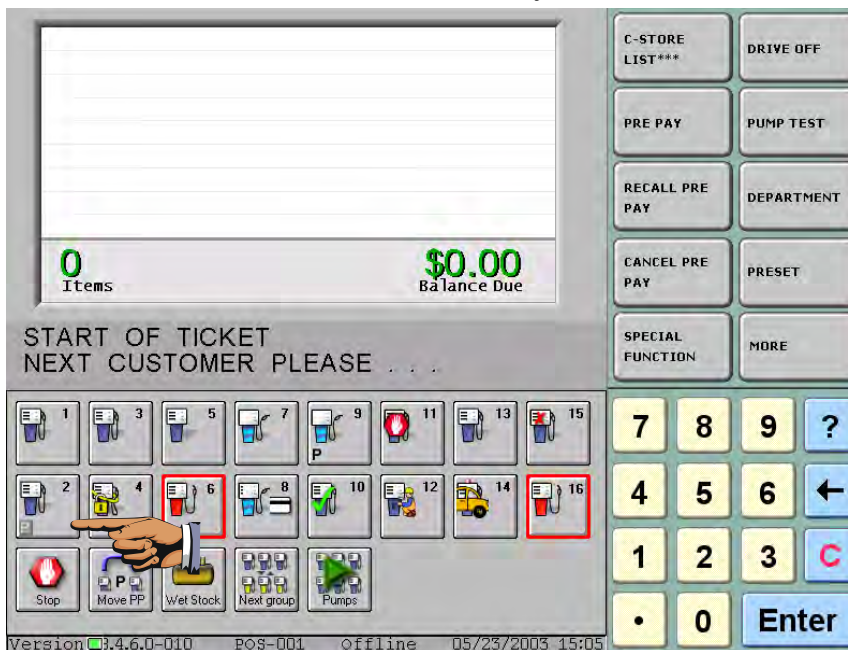 C-STORE
LIST***
DRIVE OFF
PRE PAY
PUMP TEST
RECALL PRE
PAY
DEPARTMENT
CANCEL PRE
PAY
PRESET
SPECIAL
FUNCTION
MORE
0
Items
$0.00
Balance Due
START OF TICKET
NEXT CUSTOMER PLEASE . . .
1 3 5 7 9 11 13 15
P
2 4 6 8 10 12 14 16
P
Stop Move PP Wet Stock Next group Pumps
7 8 9 ?
4 5 6 ←
1 2 3 C
. 0 Enter
Version 3.4.6.0-010 POS-001 Offline 05/23/2003 15:05